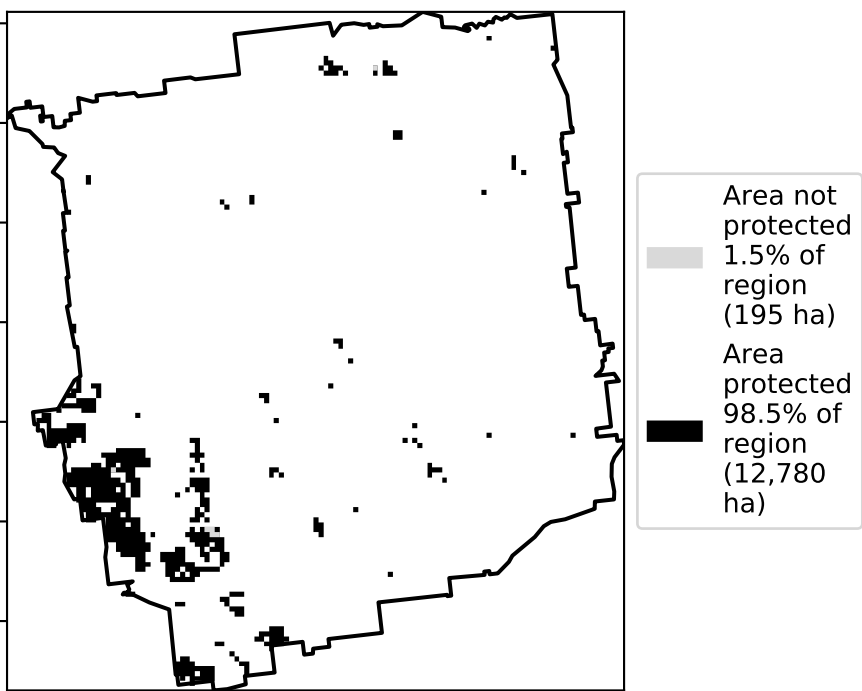 Area not
protected
1.5% of
region
(195 ha)
Area
protected
98.5% of
region
(12,780
ha)